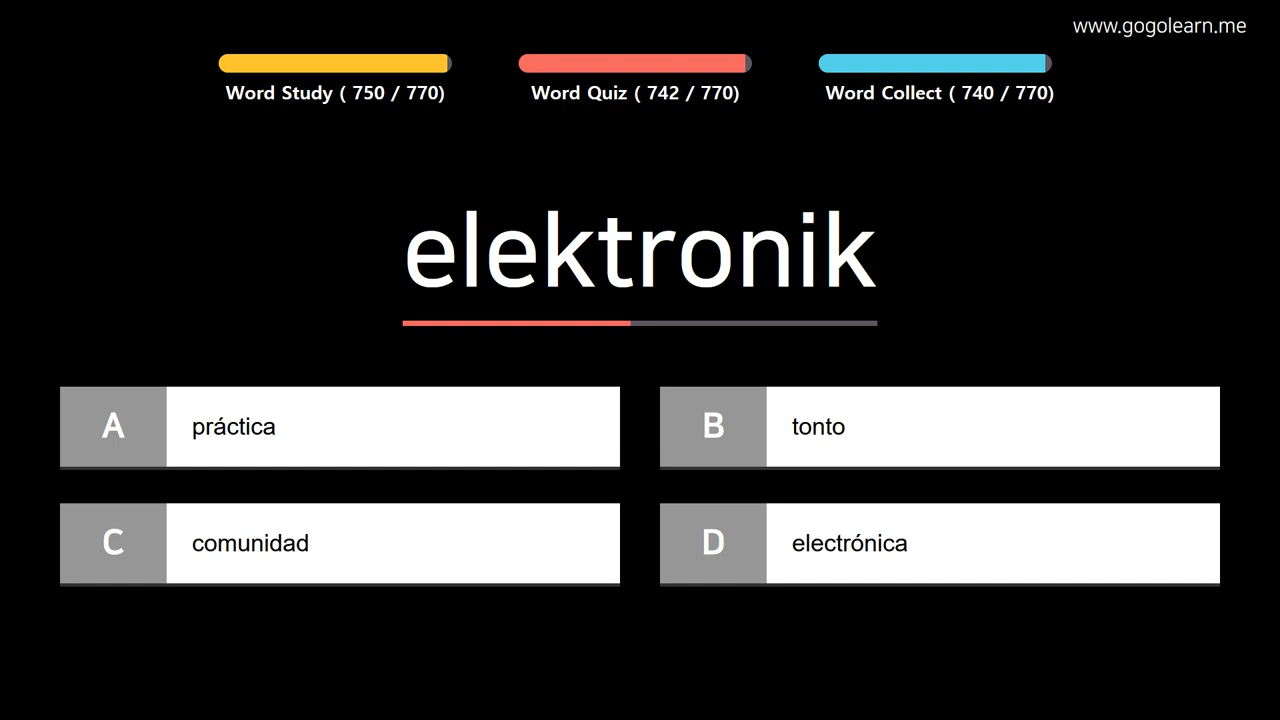 www.gogolearn.me
Word Study ( 750 / 770)
Word Quiz ( 742 / 770)
Word Collect ( 740 / 770)
elektronik
A práctica
B tonto
C comunidad
D electrónica